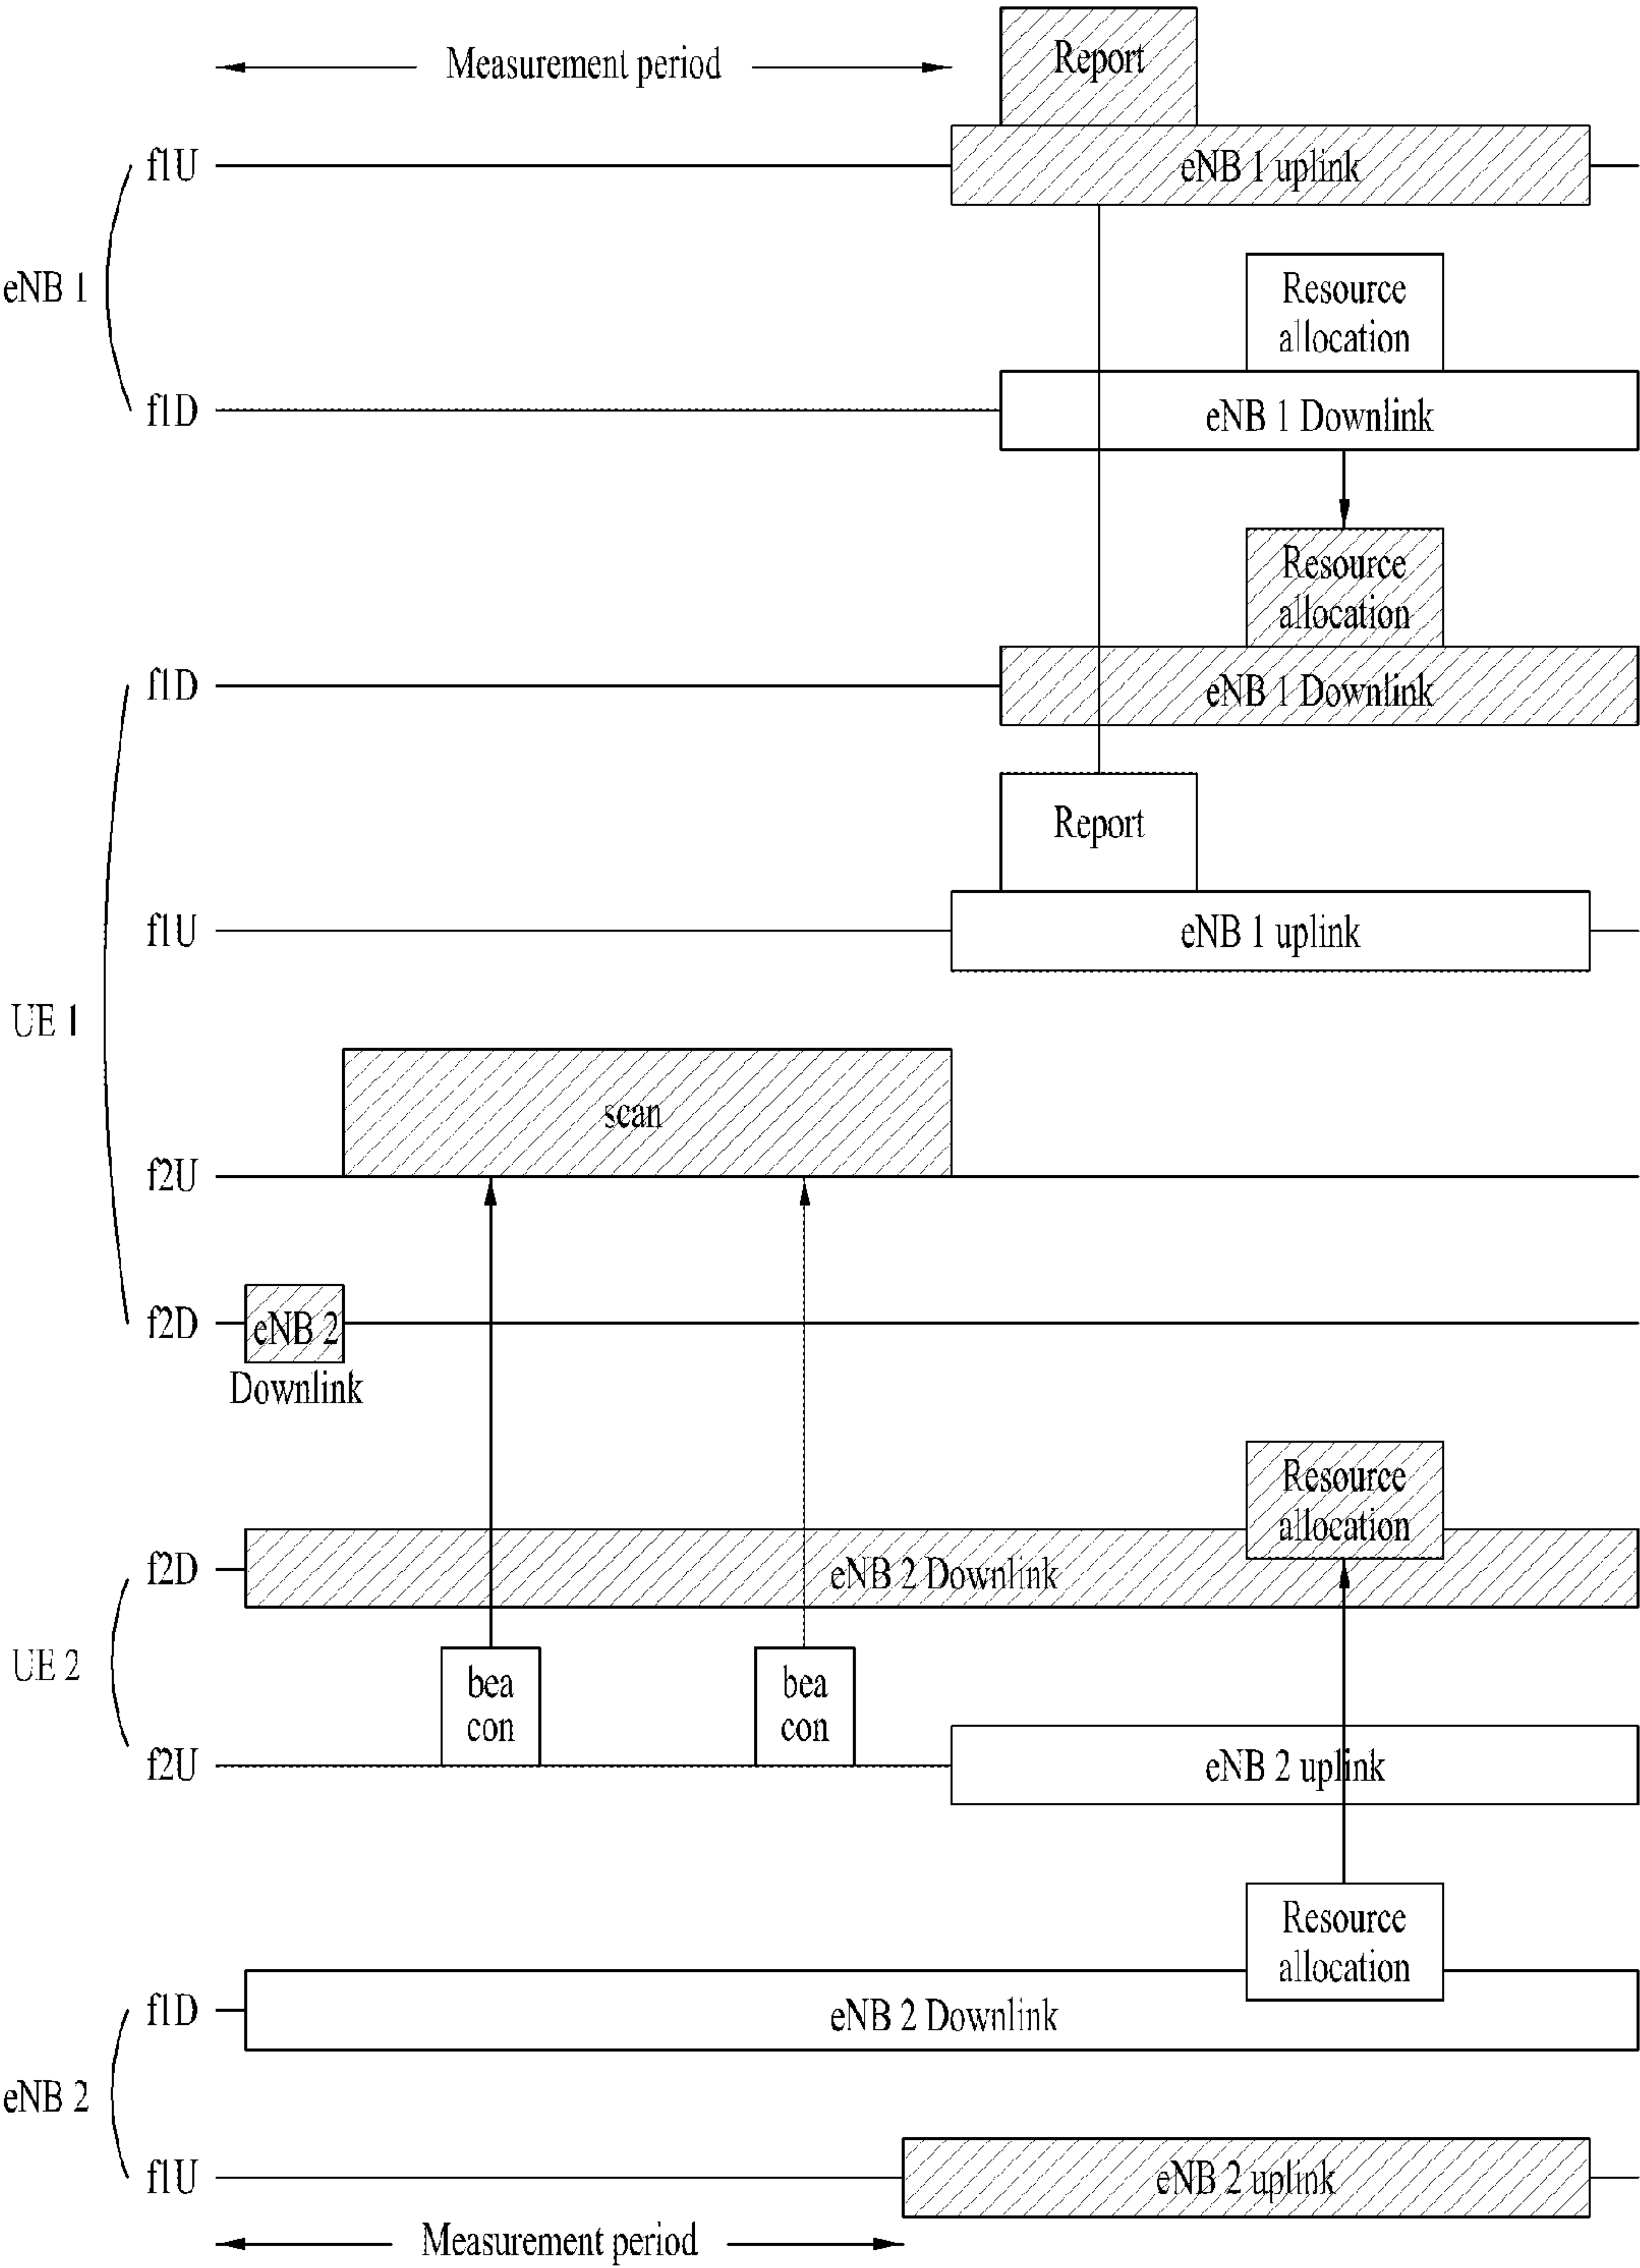 Measurement period
Report
f1U
eNB 1 uplink
eNB 1
Resource
allocation
f1D
eNB 1 Downlink
Resource
allocation
f1D
eNB 1 Downlink
Report
f1U
eNB 1 uplink
UE 1
scan
f2U
f2D
eNB 2
Downlink
Resource
allocation
f2D
eNB 2 Downlink
UE 2
bea
con
bea
con
f2U
eNB 2 uplink
Resource
allocation
f1D
eNB 2 Downlink
eNB 2
f1U
eNB 2 uplink
Measurement period